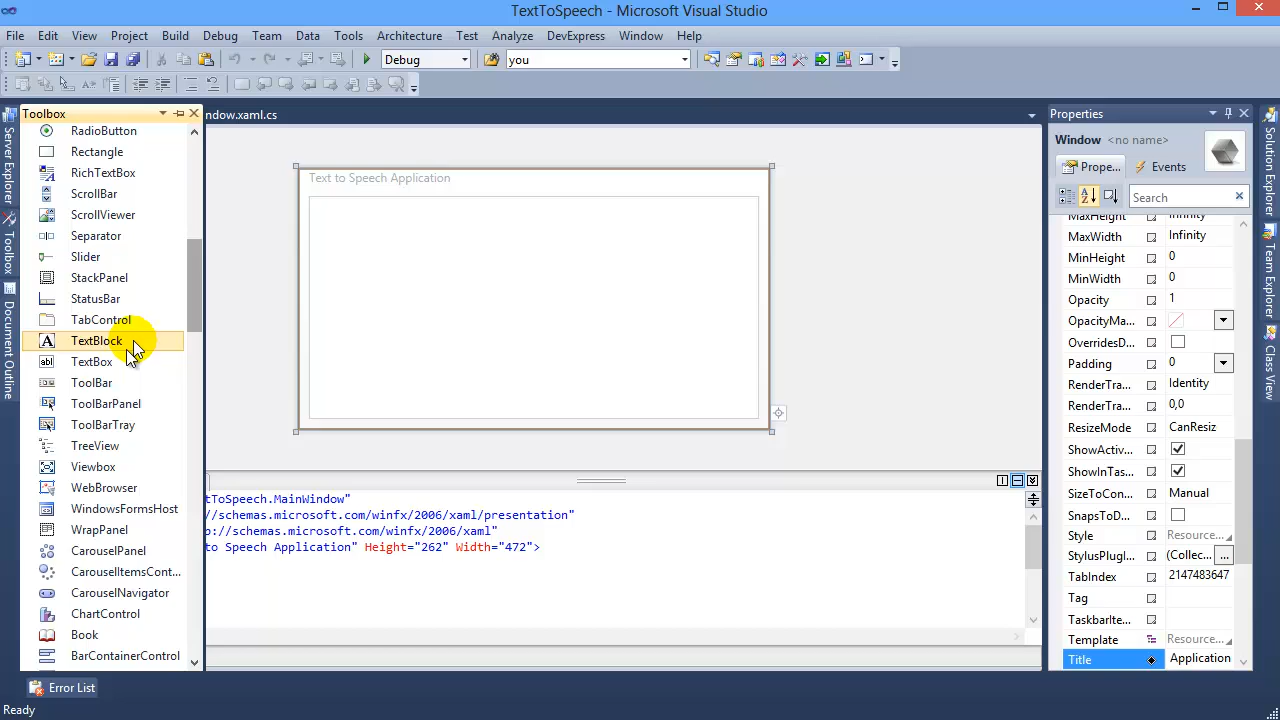 TextToSpeech - Microsoft Visual Studio
File Edit View Project Build Debug Team Data Tools Architecture Test Analyze DevExpress Window Help
Debug you
Toolbox
RadioButton
Rectangle
RichTextBox
ScrollBar
ScrollViewer
Separator
Slider
StackPanel
StatusBar
TabControl
A TextBlock
abl TextBox
ToolBar
ToolBarPanel
ToolBarTray
TreeView
Viewbox
WebBrowser
WindowsFormsHost
WrapPanel
CarouselPanel
CarouselItemsCont...
CarouselNavigator
ChartControl
Book
BarContainerControl
Server Explorer
Toolbox
Document Outline
ndow.xaml.cs
Text to Speech Application
tToSpeech.MainWindow"
//schemas.microsoft.com/winfx/2006/xaml/presentation"
p://schemas.microsoft.com/winfx/2006/xaml"
to Speech Application" Height="262" Width="472">
Properties
Window <no name>
Prope... Events
Search
MaxHeight Infinity
MaxWidth Infinity
MinHeight 0
MinWidth 0
Opacity 1
OpacityMa...
OverridesD...
Padding 0
RenderTra... Identity
RenderTra... 0,0
ResizeMode CanResiz
ShowActiv...
ShowInTas...
SizeToCon... Manual
SnapsToD...
Style Resource...
StylusPlugI... (Collec... ...
TabIndex 2147483647
Tag
TaskbarIte...
Template Resource...
Title Application
Solution Explorer
Team Explorer
Class View
Error List
Ready